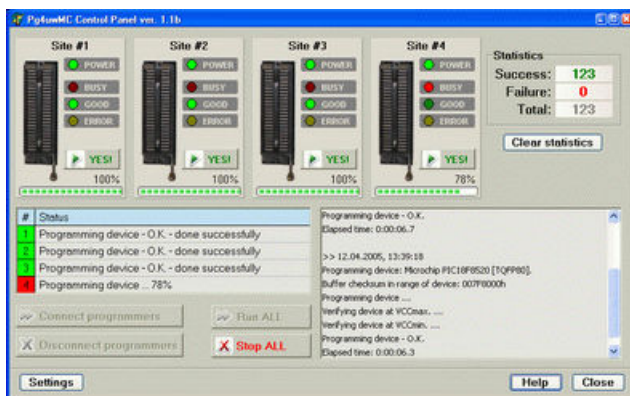 Pg4uwMC Control Panel ver. 1.1b
Site #1
POWER
BUSY
GOOD
ERROR
YES!
100%
Site #2
POWER
BUSY
GOOD
ERROR
YES!
100%
Site #3
POWER
BUSY
GOOD
ERROR
YES!
100%
Site #4
POWER
BUSY
GOOD
ERROR
YES!
78%
Statistics
Success: 123
Failure: 0
Total: 123
Clear statistics
# Status
1 Programming device - O.K. - done successfully
2 Programming device - O.K. - done successfully
3 Programming device - O.K. - done successfully
4 Programming device ... 78%
Connect programmers
Run ALL
Disconnect programmers
Stop ALL
Programming device - O.K.
Elapsed time: 0:00:06.7
>> 12.04.2005, 13:39:18
Programming device: Microchip PIC18F8520 [TQFP80].
Buffer checksum in range of device: 007F8000h
Programming device ....
Verifying device at VCCmax. ....
Verifying device at VCCmin. ....
Programming device - O.K.
Elapsed time: 0:00:06.3
Settings
Help
Close